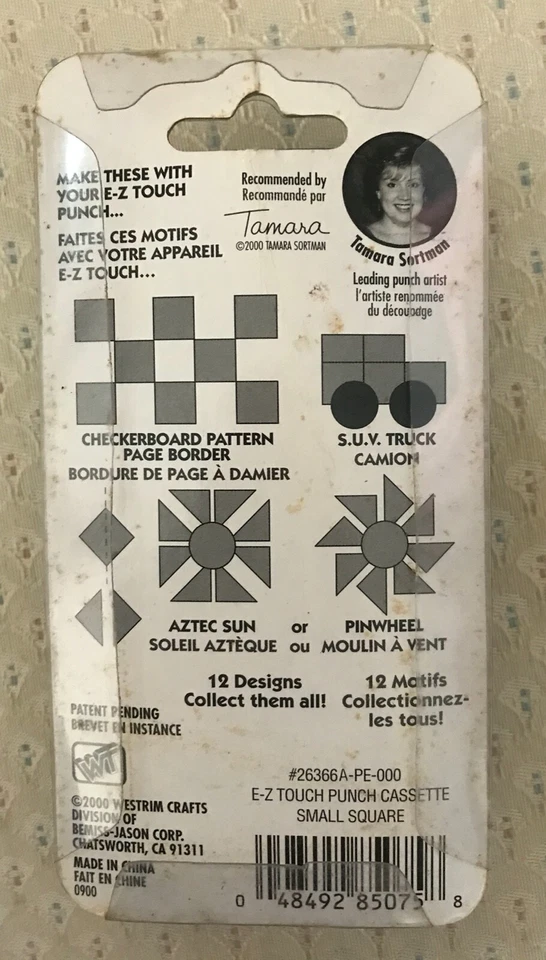 MAKE THESE WITH
YOUR E-Z TOUCH
PUNCH...
FAITES CES MOTIFS
AVEC VOTRE APPAREIL
E-Z TOUCH...
Recommended by
Recommandé par
Tamara
©2000 TAMARA SORTMAN
Tamara Sortman
Leading punch artist
l'artiste renommée
du découpage
CHECKERBOARD PATTERN
PAGE BORDER
BORDURE DE PAGE À DAMIER
S.U.V. TRUCK
CAMION
AZTEC SUN or PINWHEEL
SOLEIL AZTÈQUE ou MOULIN À VENT
12 Designs
Collect them all!
12 Motifs
Collectionnez-
les tous!
PATENT PENDING
BREVET EN INSTANCE
WT
©2000 WESTRIM CRAFTS
DIVISION OF
BEMISS-JASON CORP.
CHATSWORTH, CA 91311
MADE IN CHINA
FAIT EN CHINE
0900
#26366A-PE-000
E-Z TOUCH PUNCH CASSETTE
SMALL SQUARE
0 48492 85075 8